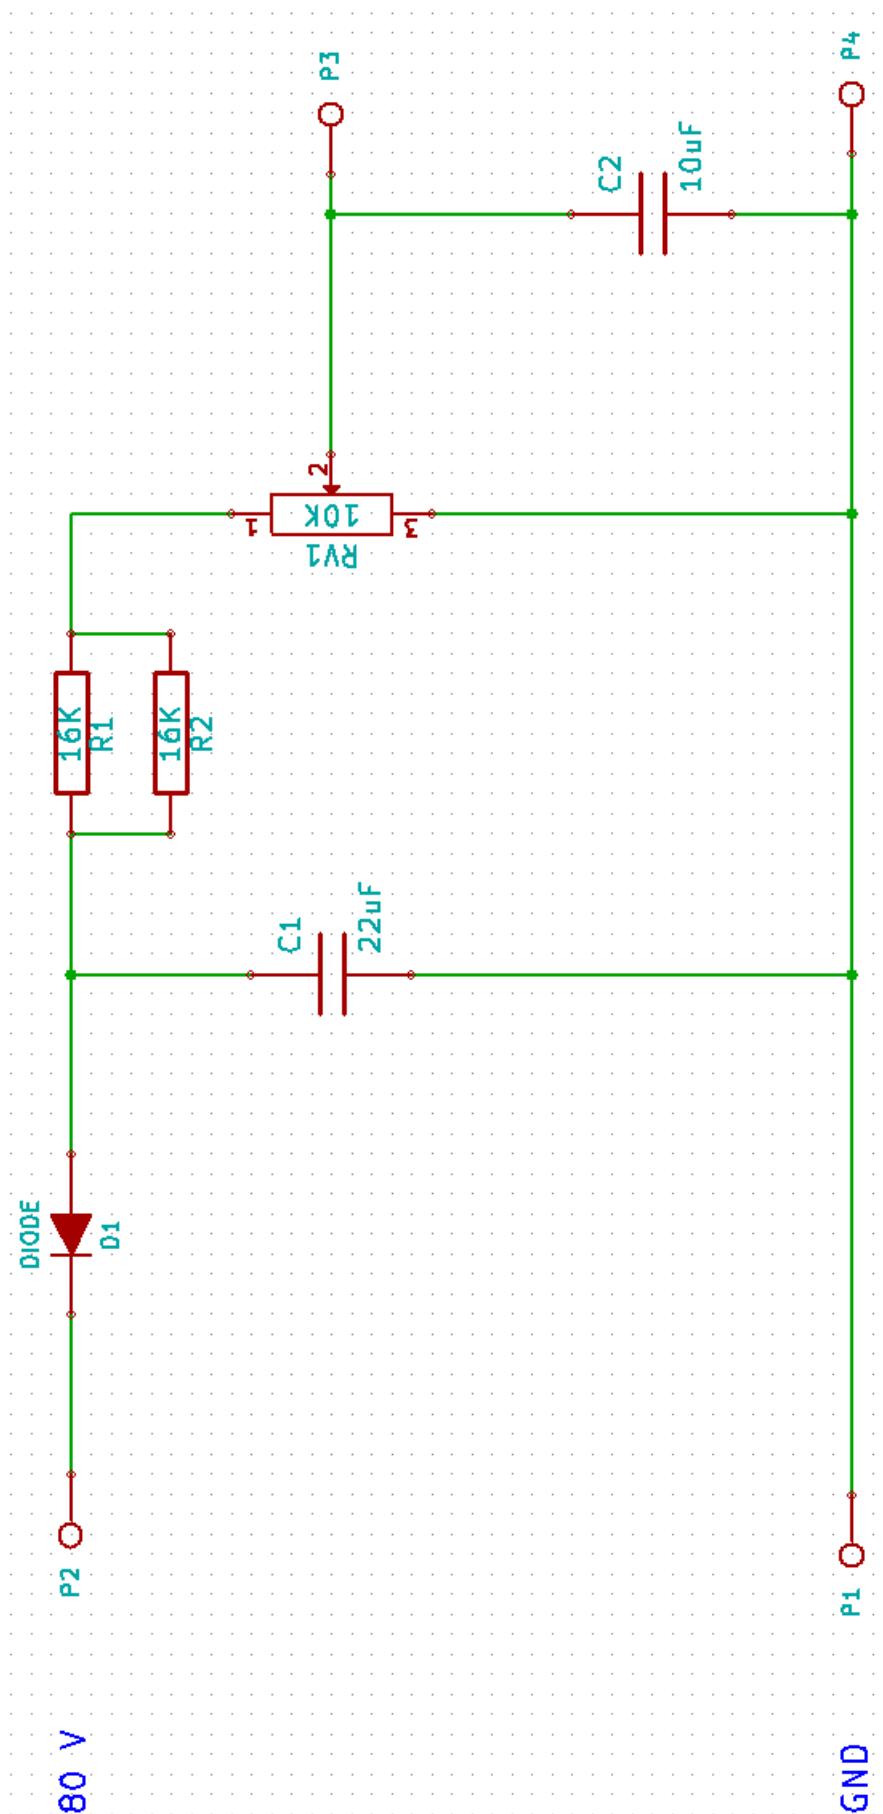 P3
P4
C2
10uF
2
1
10K
3
RV1
16K
R1
16K
R2
C1
22uF
DIODE
D1
P2
P1
80 V
GND